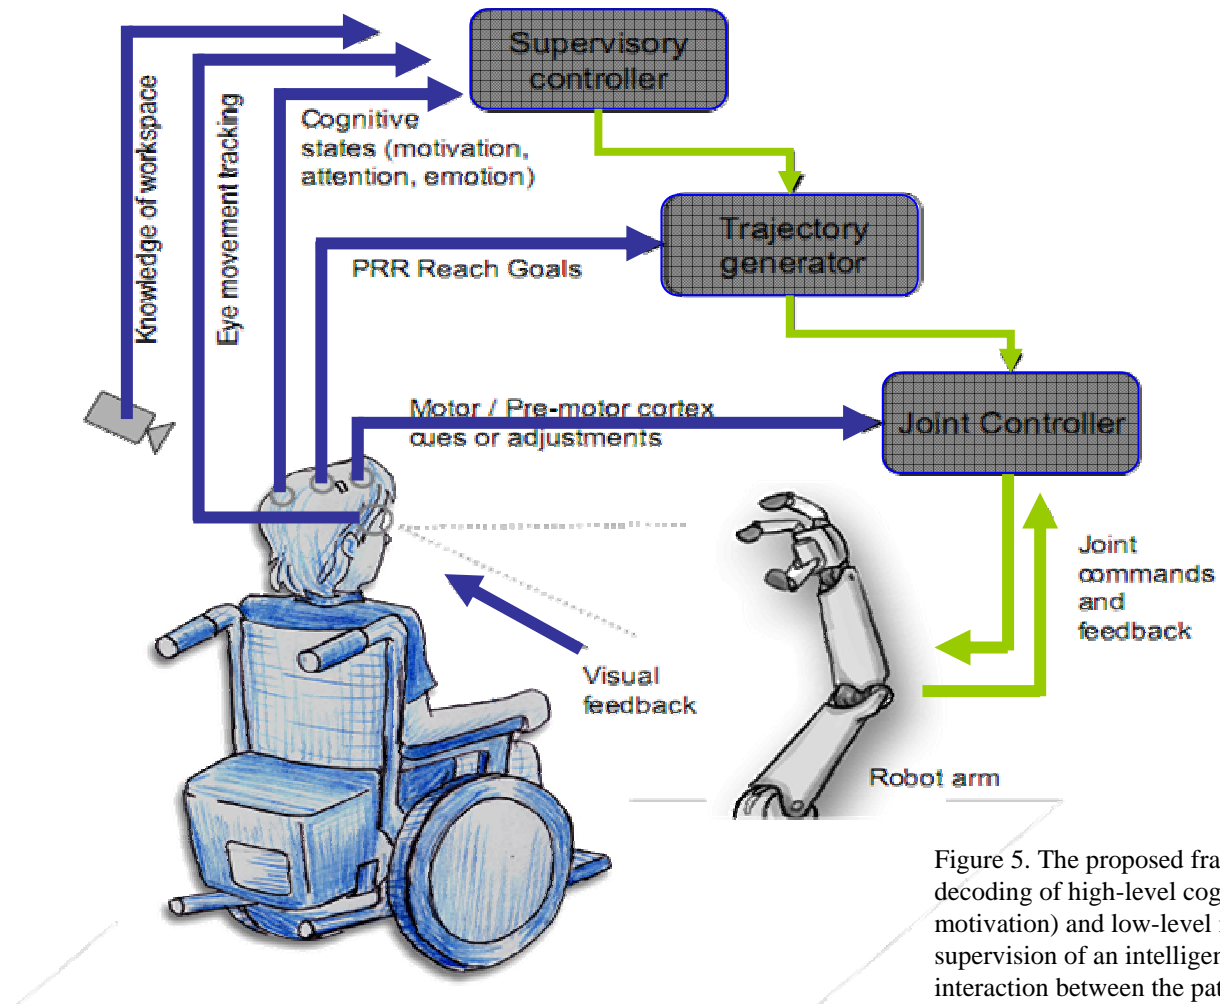 Supervisory
controller
Knowledge of workspace
Eye movement tracking
Cognitive
states (motivation,
attention, emotion)
Trajectory
generator
PRR Reach Goals
Motor / Pre-motor cortex
cues or adjustments
Joint Controller
Joint
commands
and
feedback
Visual
feedback
Robot arm
Figure 5. The proposed fra
decoding of high-level cog
motivation) and low-level
supervision of an intelligen
interaction between the pat